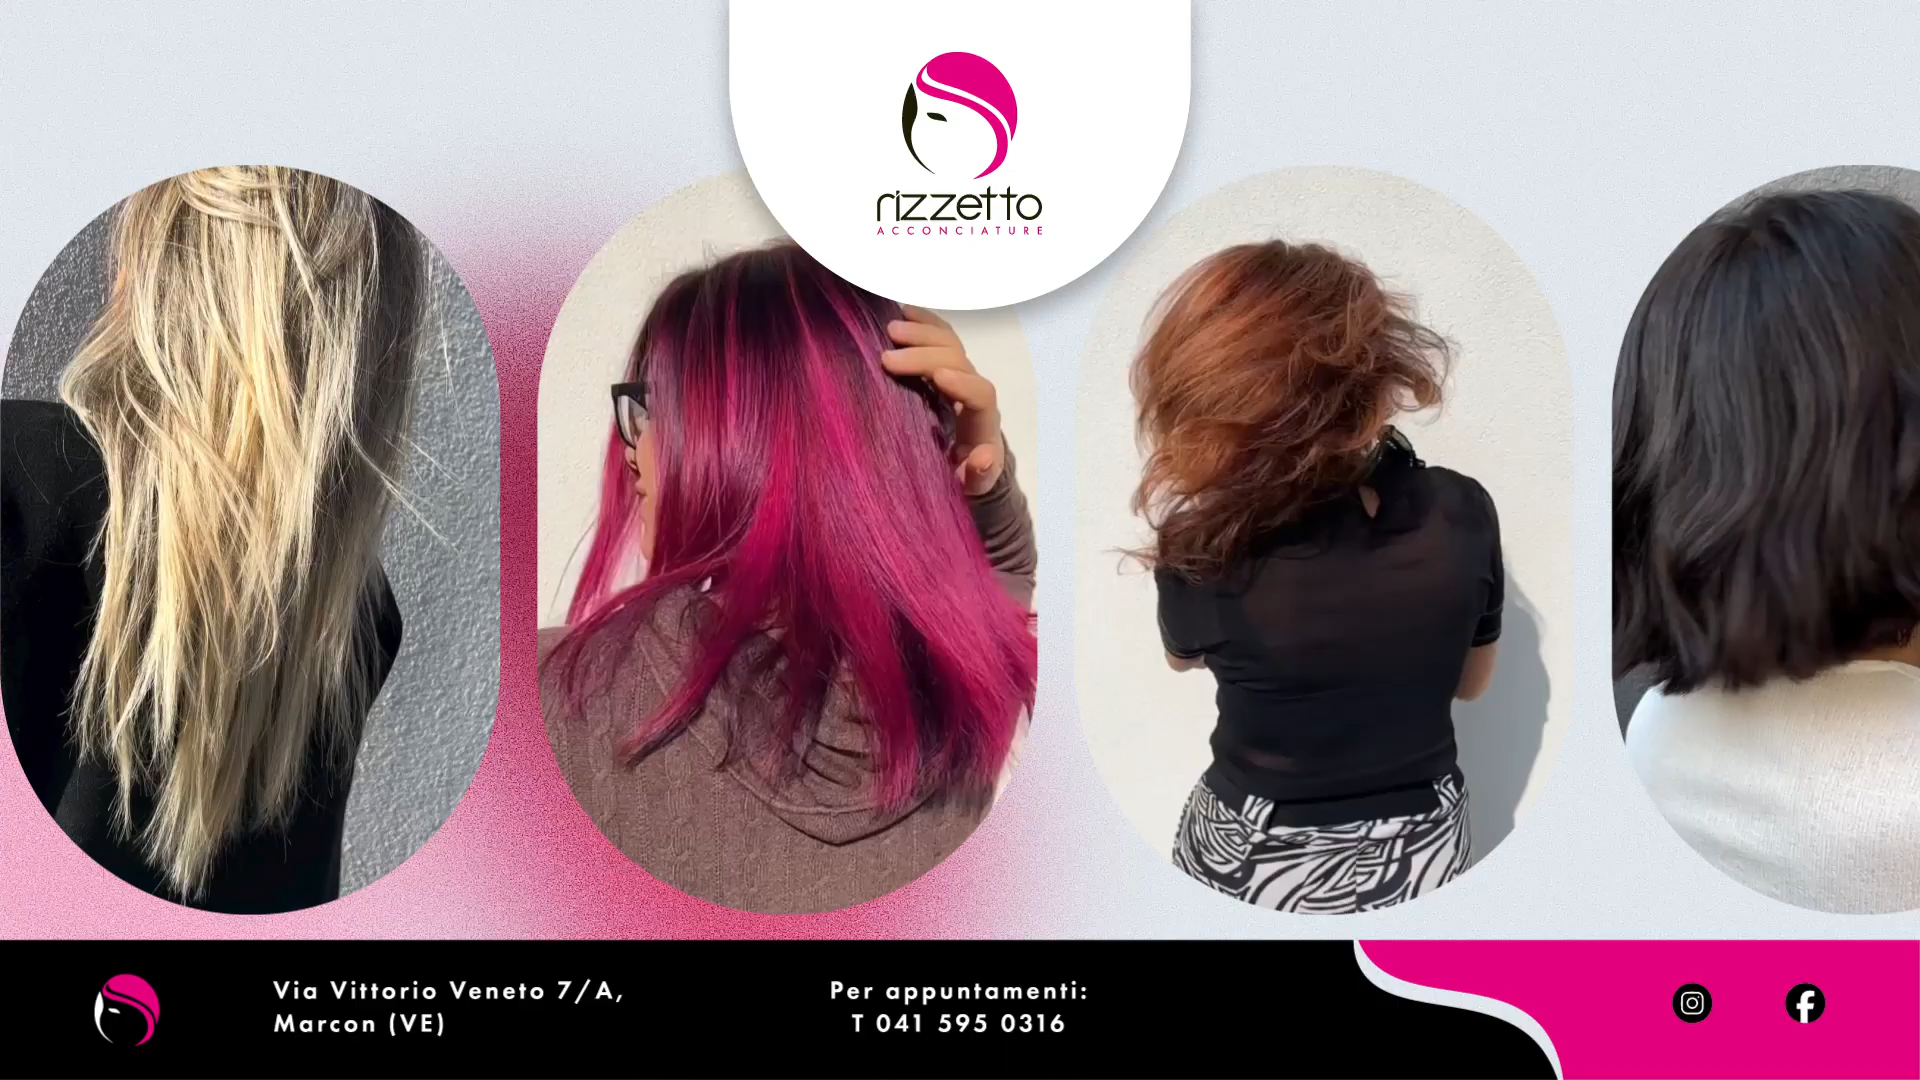 rizzetto
ACCONCIATURE
Via Vittorio Veneto 7/A,
Marcon (VE)
Per appuntamenti:
T 041 595 0316